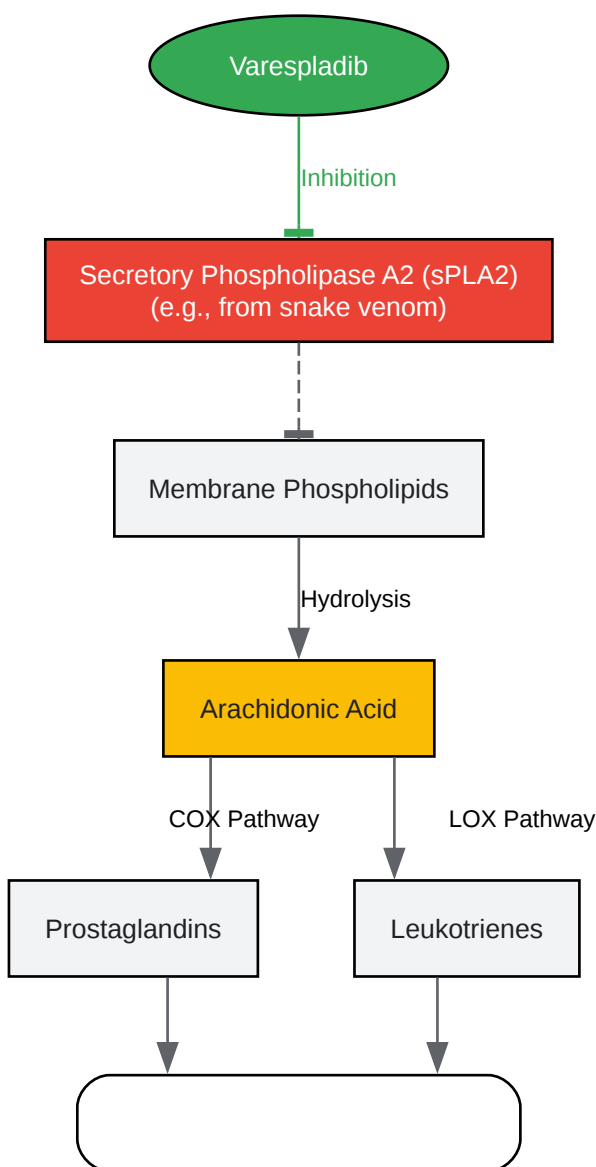 Varespladib
Inhibition
Secretory Phospholipase A2 (sPLA2)
(e.g., from snake venom)
Membrane Phospholipids
Hydrolysis
Arachidonic Acid
COX Pathway
LOX Pathway
Prostaglandins
Leukotrienes